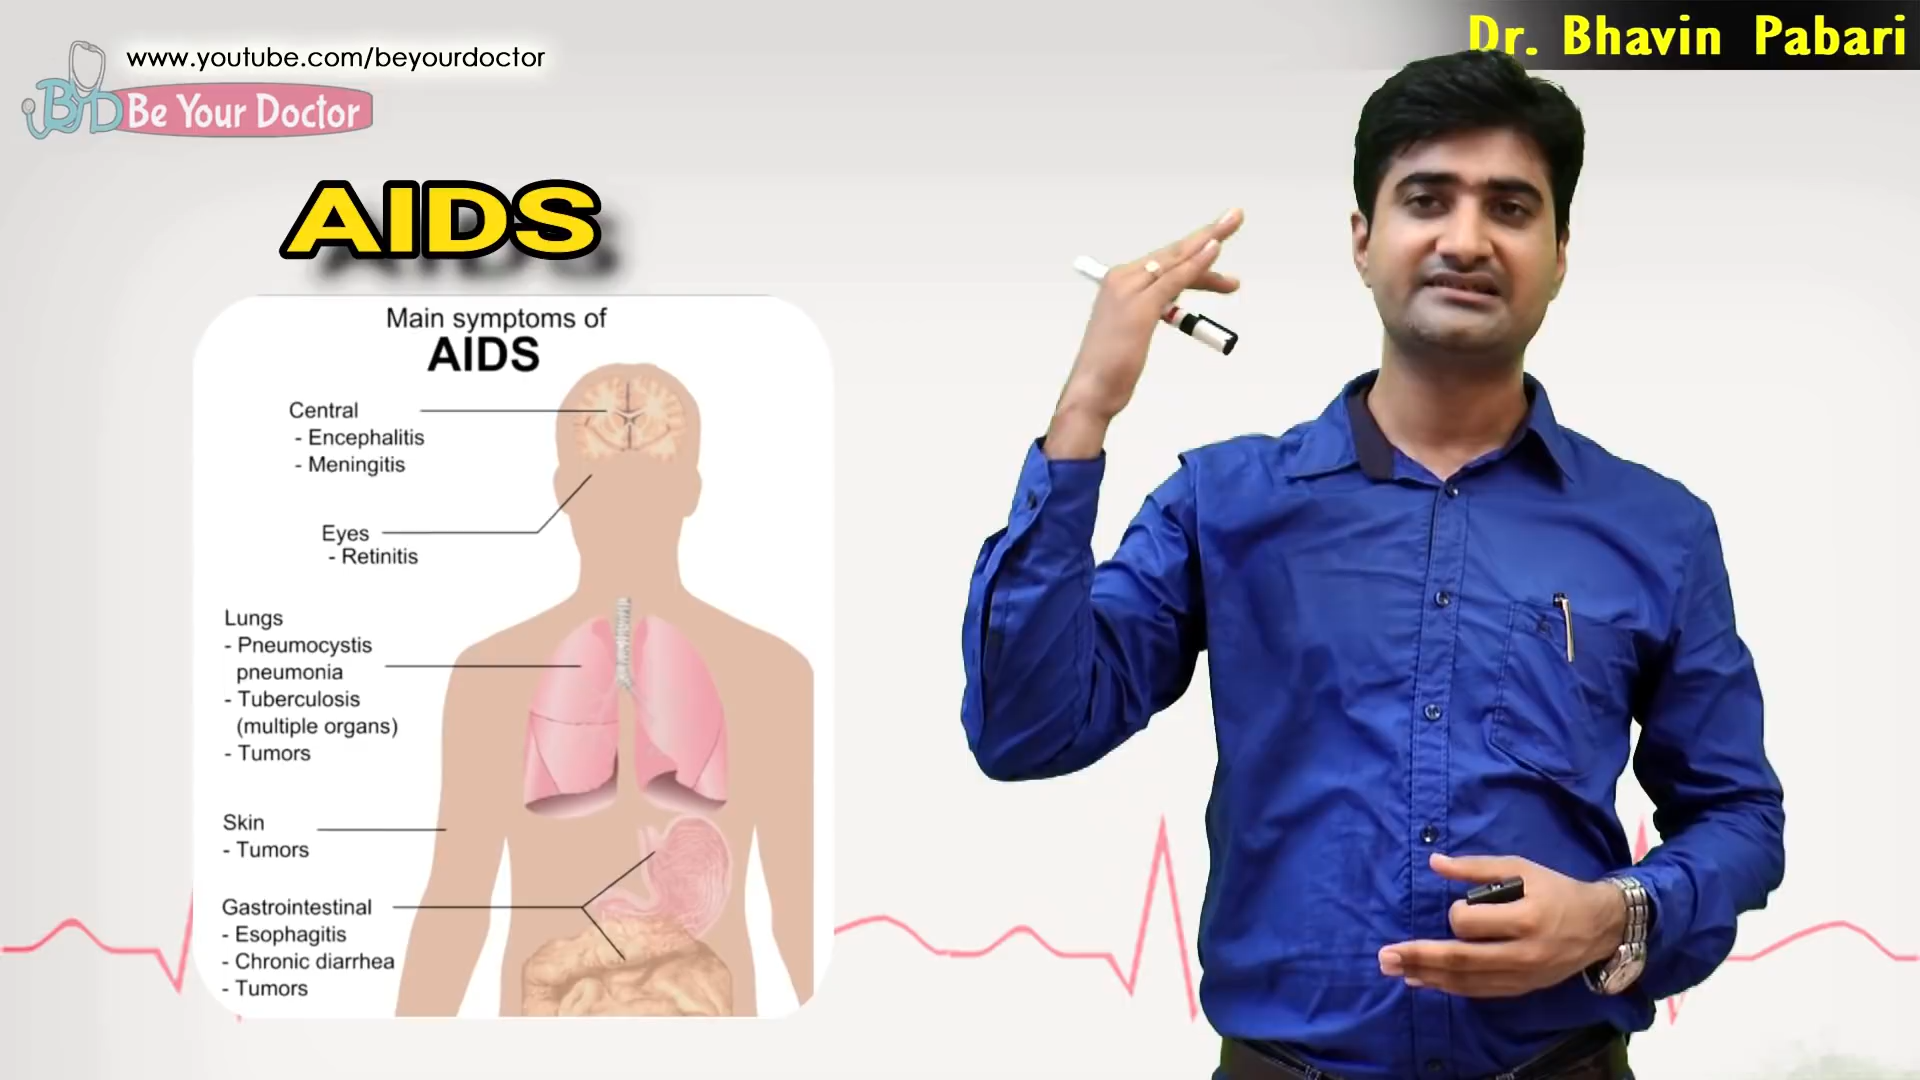 Dr. Bhavin Pabari
www.youtube.com/beyourdoctor
BYD Be Your Doctor
AIDS
Main symptoms of
AIDS
Central
- Encephalitis
- Meningitis
Eyes
- Retinitis
Lungs
- Pneumocystis
pneumonia
- Tuberculosis
(multiple organs)
- Tumors
Skin
- Tumors
Gastrointestinal
- Esophagitis
- Chronic diarrhea
- Tumors